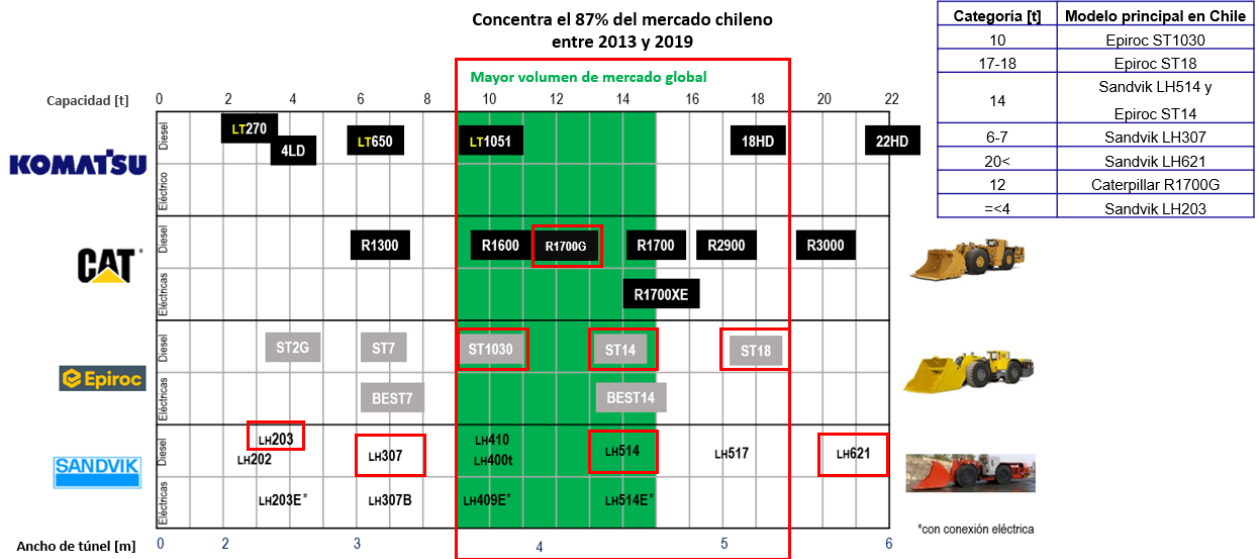 Concentra el 87% del mercado chileno
entre 2013 y 2019
Categoría [t] Modelo principal en Chile
10 Epiroc ST1030
17-18 Epiroc ST18
14 Sandvik LH514 y
Epiroc ST14
6-7 Sandvik LH307
20< Sandvik LH621
12 Caterpillar R1700G
=<4 Sandvik LH203
Mayor volumen de mercado global
Capacidad [t] 0 2 4 6 8 10 12 14 16 18 20 22
KOMATSU
Diesel LT270 4LD LT650 LT1051 18HD 22HD
Eléctrico
CAT
Diesel R1300 R1600 R1700G R1700 R2900 R3000
Eléctricas R1700XE
Epiroc
Diesel ST2G ST7 ST1030 ST14 ST18
Eléctricas BEST7 BEST14
SANDVIK
Diesel LH203 LH202 LH307 LH410 LH400t LH514 LH517 LH621
Eléctricas LH203E* LH307B LH409E* LH514E*
*con conexión eléctrica
Ancho de túnel [m] 0 2 3 4 5 6